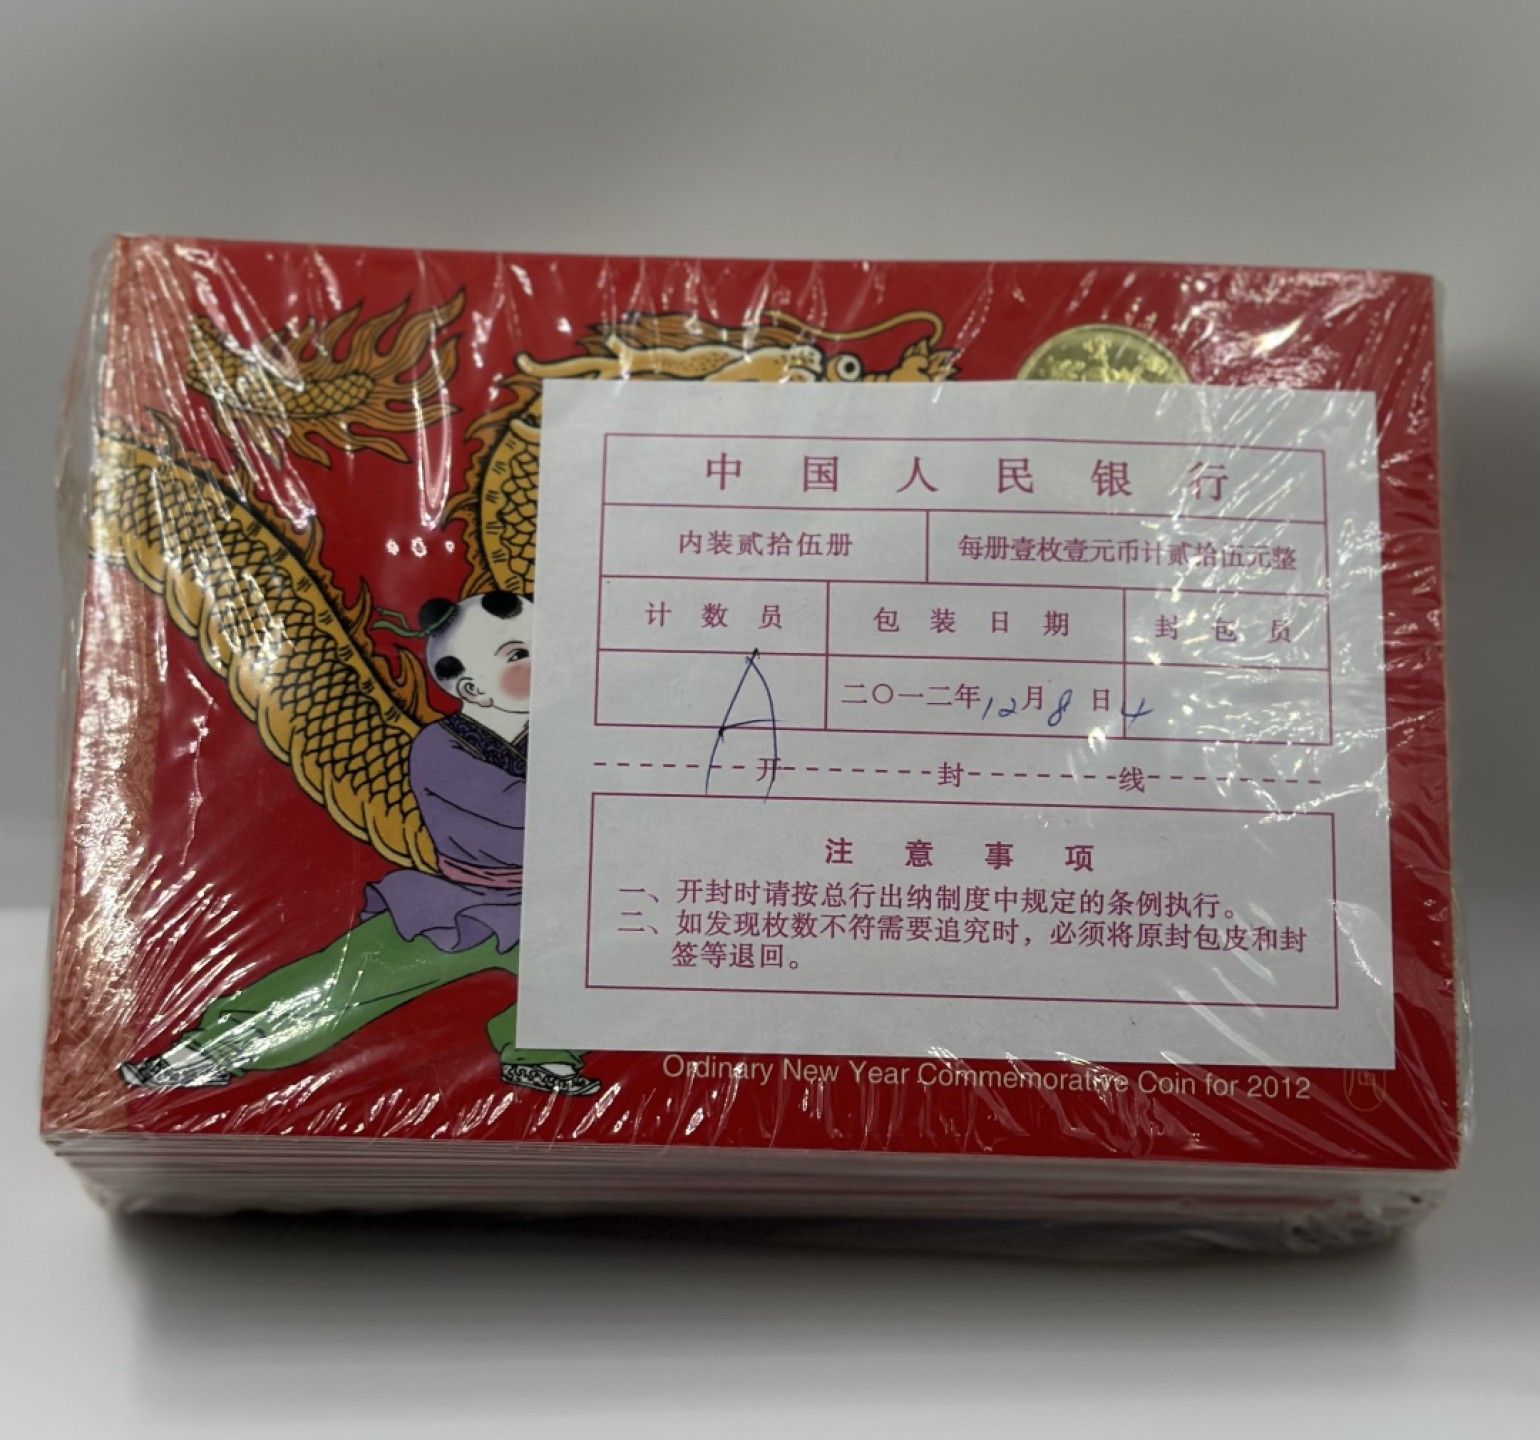 中国人民银行
内装贰拾伍册 每册壹枚壹元币计贰拾伍元整
计数员 包装日期 封包员
A 二〇一二年12月8日 4
开封线
注意事项
一、开封时请按总行出纳制度中规定的条例执行。
二、如发现枚数不符需要追究时，必须将原封包皮和封
签等退回。
Ordinary New Year Commemorative Coin for 2012